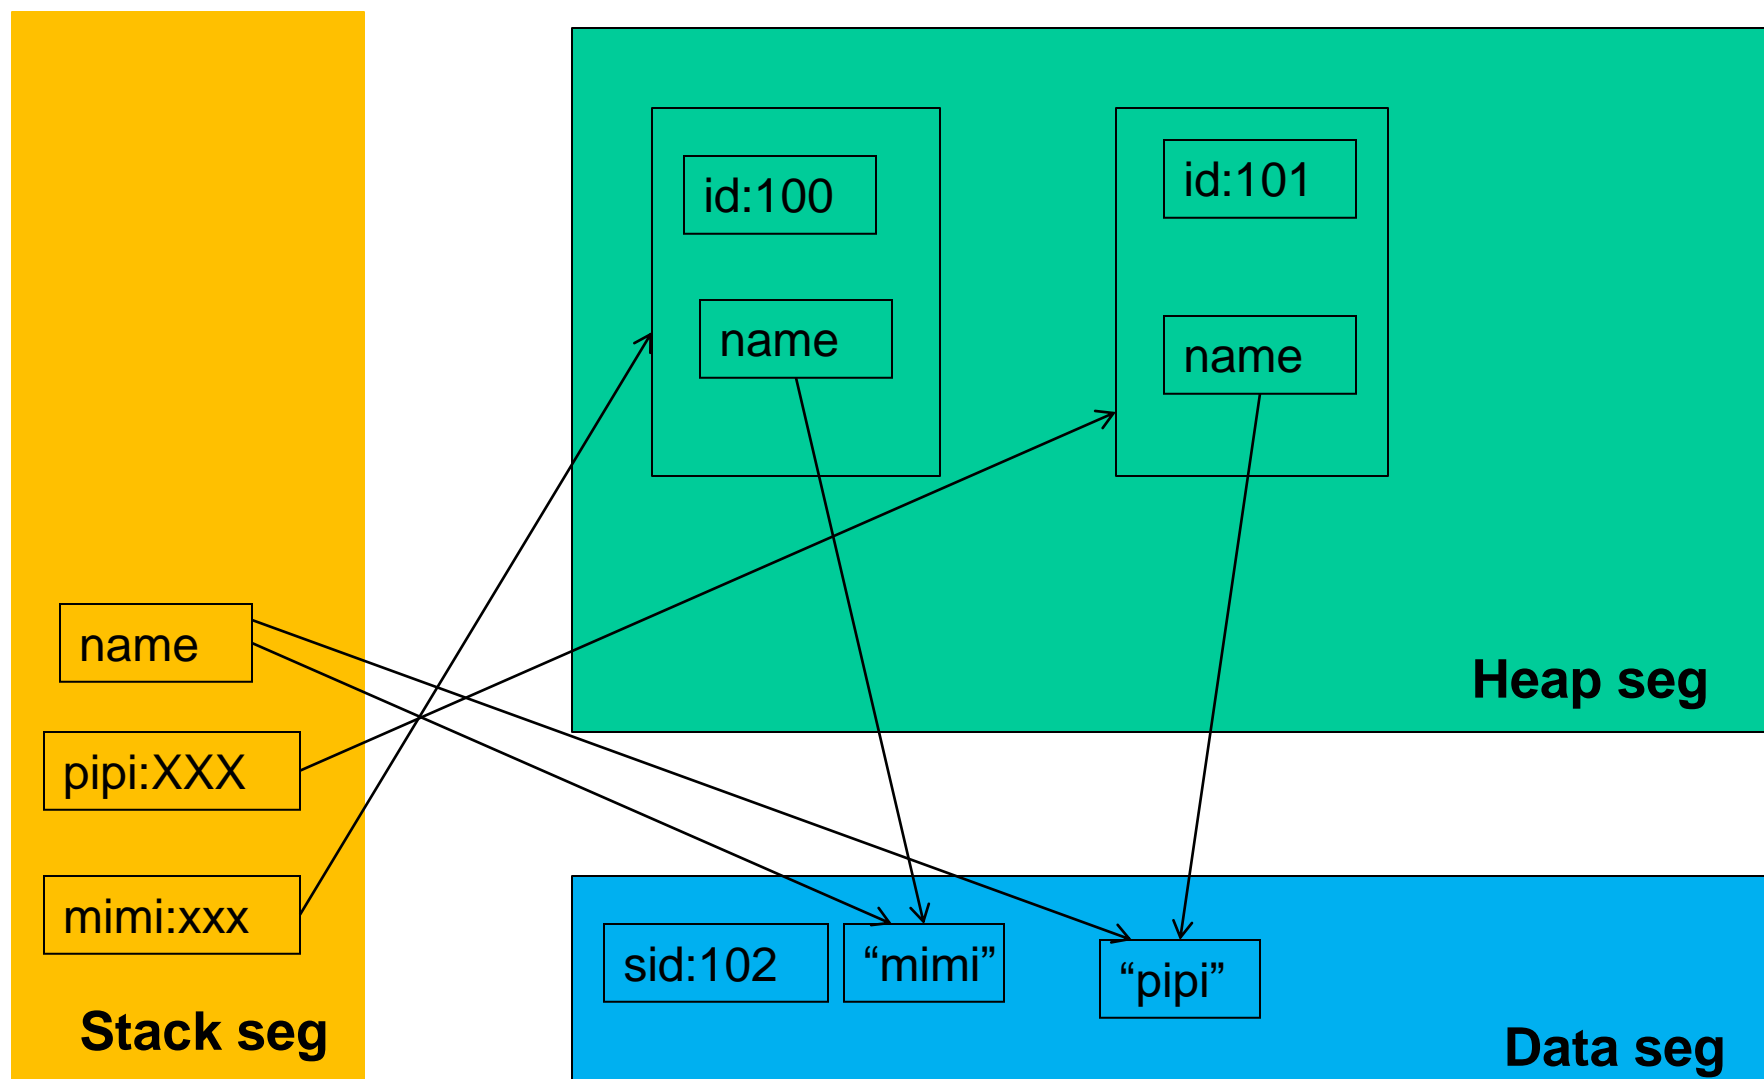 name
pipi:XXX
mimi:xxx
Stack seg
id:100
name
id:101
name
Heap seg
sid:102
“mimi”
“pipi”
Data seg